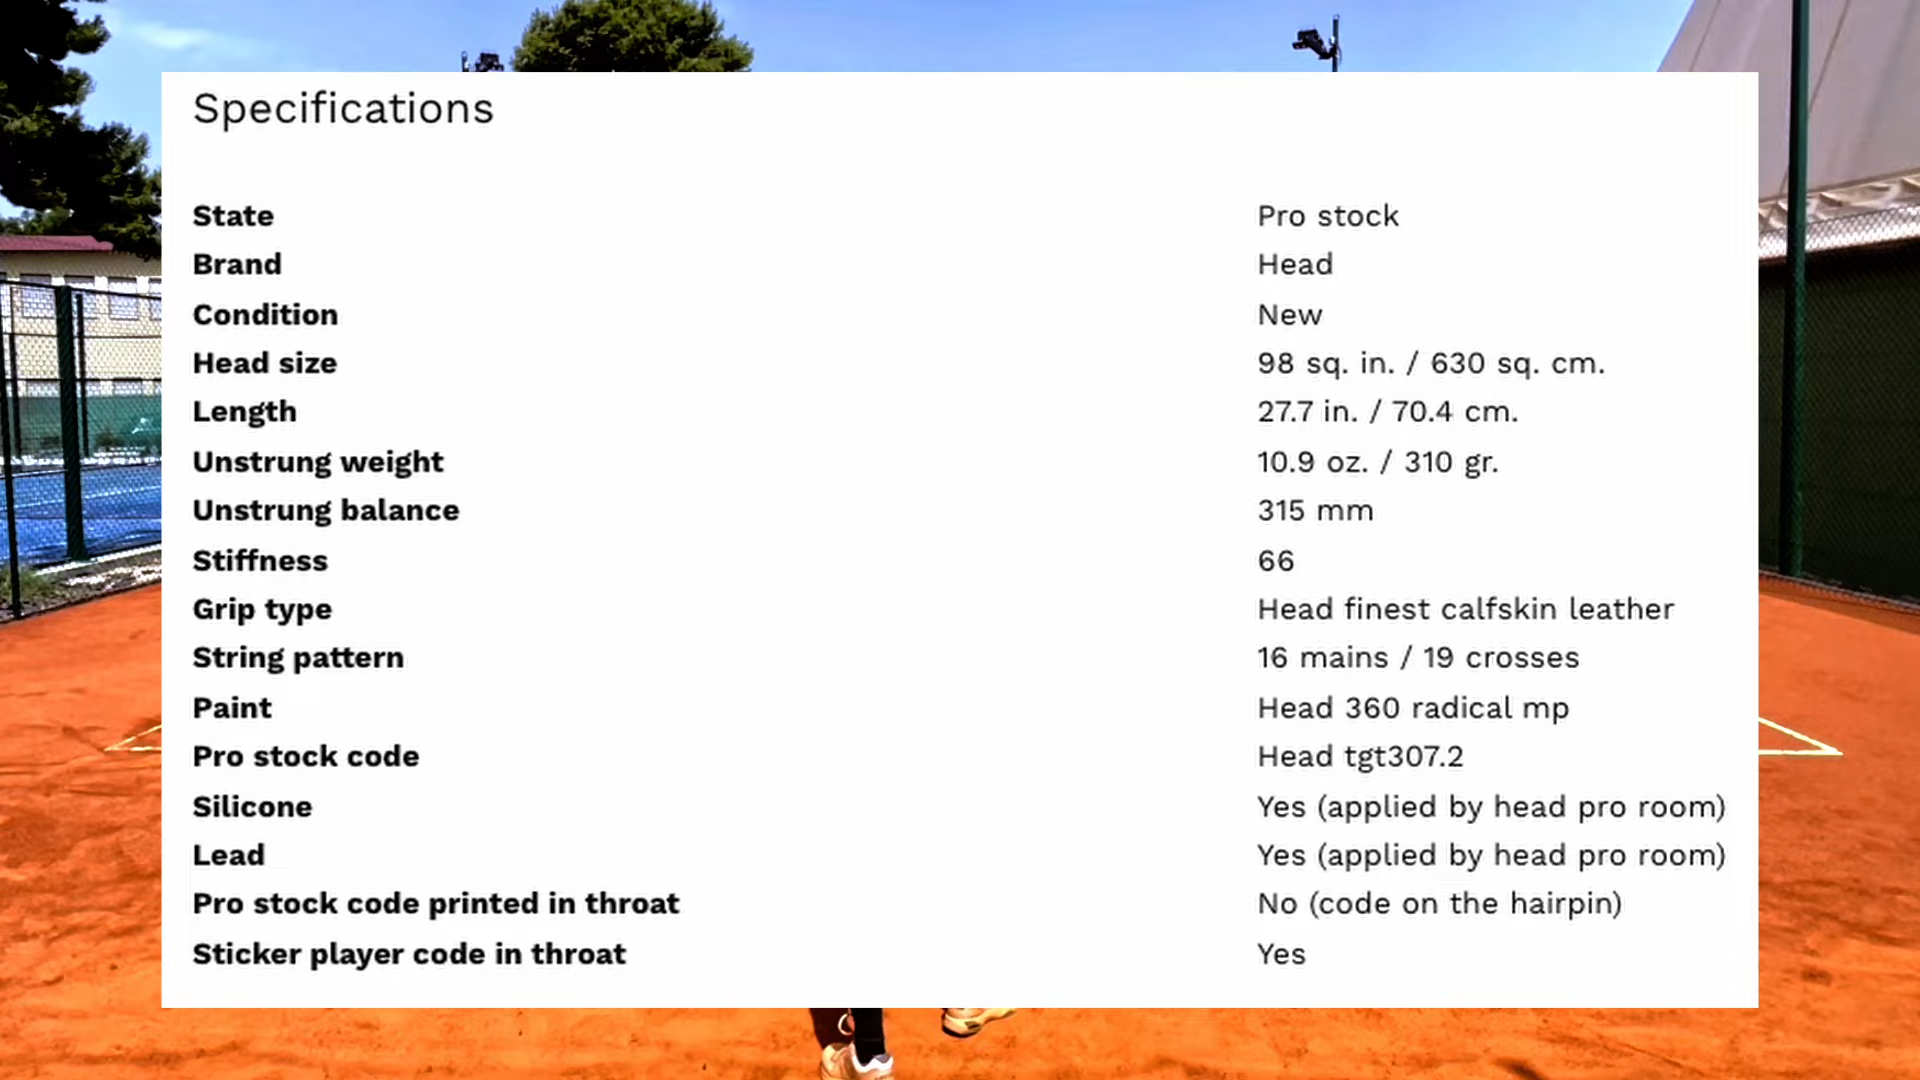 Specifications
State Pro stock
Brand Head
Condition New
Head size 98 sq. in. / 630 sq. cm.
Length 27.7 in. / 70.4 cm.
Unstrung weight 10.9 oz. / 310 gr.
Unstrung balance 315 mm
Stiffness 66
Grip type Head finest calfskin leather
String pattern 16 mains / 19 crosses
Paint Head 360 radical mp
Pro stock code Head tgt307.2
Silicone Yes (applied by head pro room)
Lead Yes (applied by head pro room)
Pro stock code printed in throat No (code on the hairpin)
Sticker player code in throat Yes